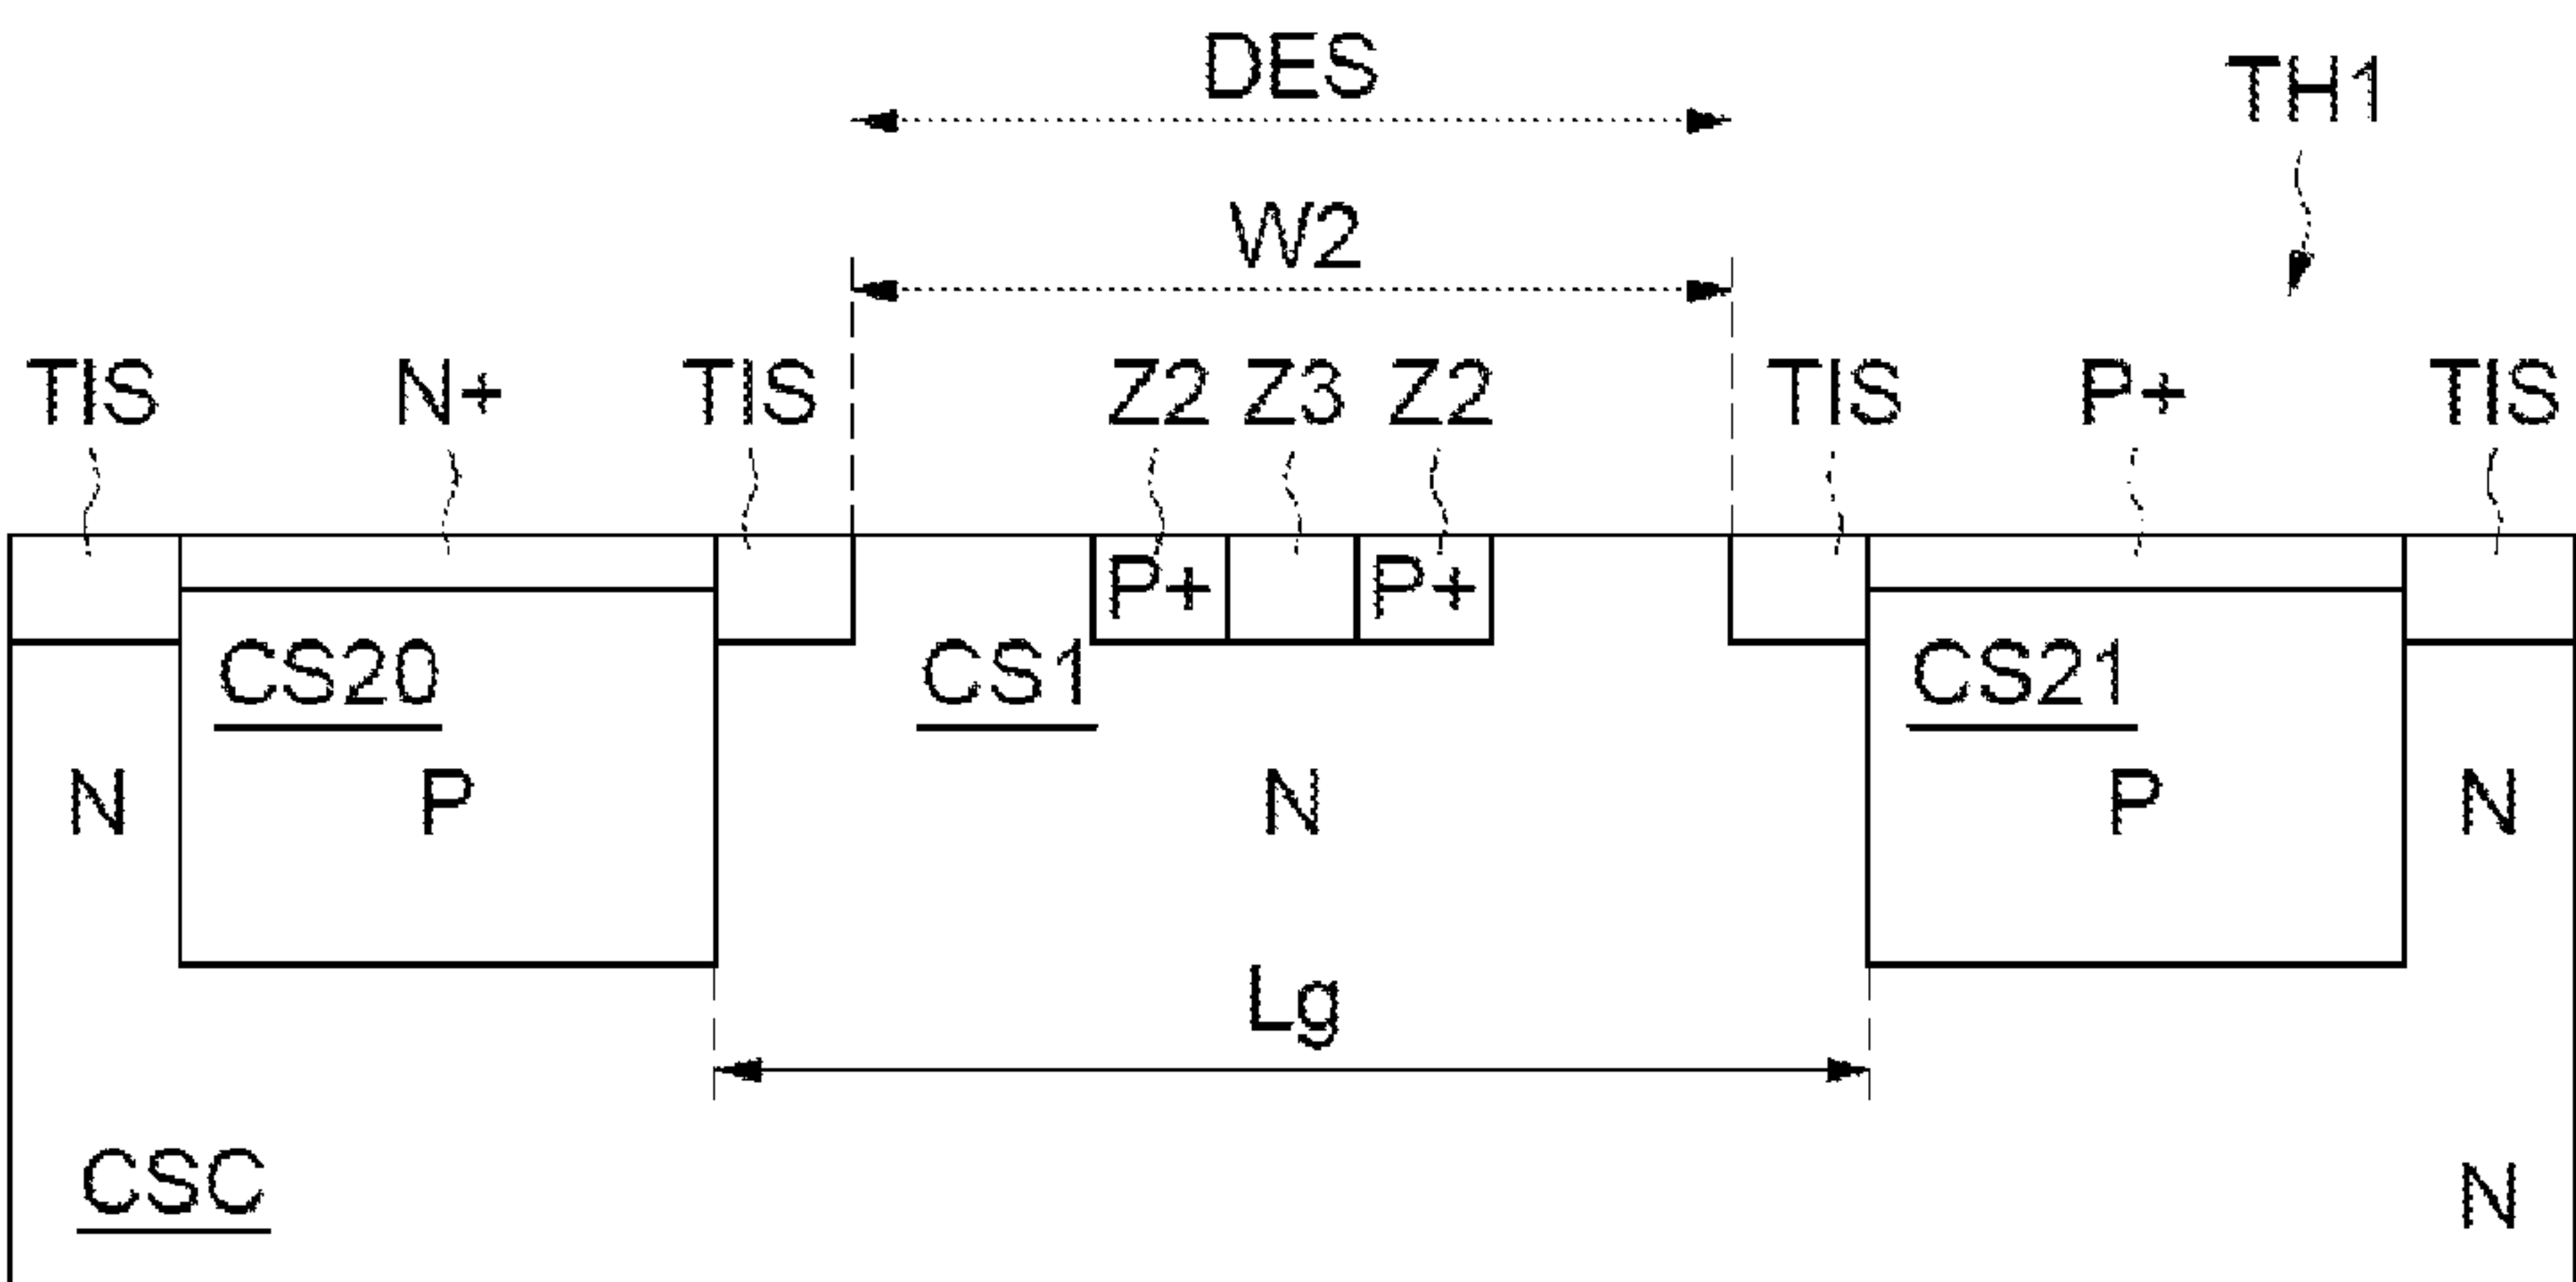 DES
TH1
W2
TIS N+ TIS Z2 Z3 Z2 TIS P+ TIS
P+ P+
CS20 CS1 CS21
N P N P N
Lg
CSC N